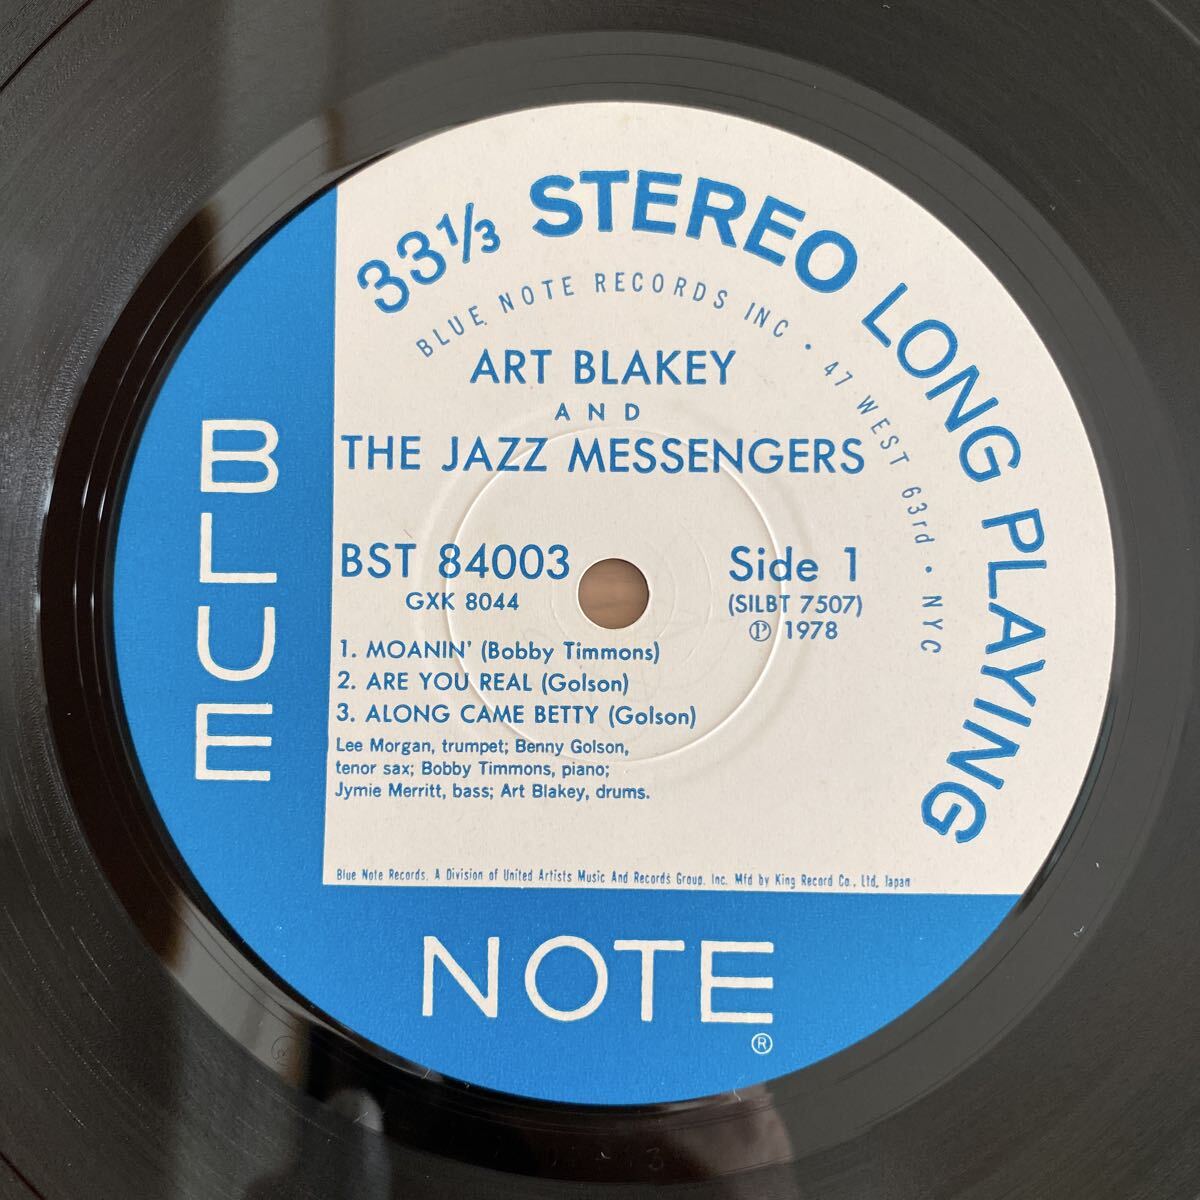 33⅓ STEREO LONG PLAYING
BLUE NOTE RECORDS INC · 47 WEST 63rd · NYC
ART BLAKEY
AND
THE JAZZ MESSENGERS
BST 84003
GXK 8044
Side 1
(SILBT 7507)
Ⓟ 1978
1. MOANIN' (Bobby Timmons)
2. ARE YOU REAL (Golson)
3. ALONG CAME BETTY (Golson)
Lee Morgan, trumpet; Benny Golson,
tenor sax; Bobby Timmons, piano;
Jymie Merritt, bass; Art Blakey, drums.
Blue Note Records, A Division of United Artists Music And Records Group, Inc. Mfd by King Record Co., Ltd, Japan
BLUE
NOTE
®